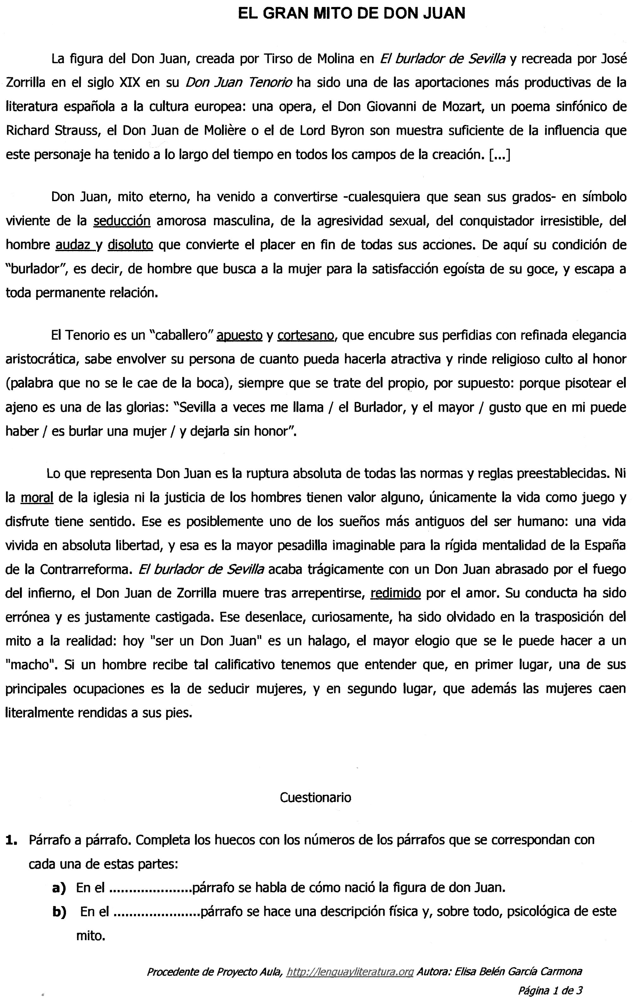 EL GRAN MITO DE DON JUAN
La figura del Don Juan, creada por Tirso de Molina en El burlador de Sevilla y recreada por José
Zorrilla en el siglo XIX en su Don Juan Tenorio ha sido una de las aportaciones más productivas de la
literatura española a la cultura europea: una opera, el Don Giovanni de Mozart, un poema sinfónico de
Richard Strauss, el Don Juan de Molière o el de Lord Byron son muestra suficiente de la influencia que
este personaje ha tenido a lo largo del tiempo en todos los campos de la creación. [...]
Don Juan, mito eterno, ha venido a convertirse -cualesquiera que sean sus grados- en símbolo
viviente de la seducción amorosa masculina, de la agresividad sexual, del conquistador irresistible, del
hombre audaz y disoluto que convierte el placer en fin de todas sus acciones. De aquí su condición de
"burlador", es decir, de hombre que busca a la mujer para la satisfacción egoísta de su goce, y escapa a
toda permanente relación.
El Tenorio es un "caballero" apuesto y cortesano, que encubre sus perfidias con refinada elegancia
aristocrática, sabe envolver su persona de cuanto pueda hacerla atractiva y rinde religioso culto al honor
(palabra que no se le cae de la boca), siempre que se trate del propio, por supuesto: porque pisotear el
ajeno es una de las glorias: "Sevilla a veces me llama / el Burlador, y el mayor / gusto que en mi puede
haber / es burlar una mujer / y dejarla sin honor".
Lo que representa Don Juan es la ruptura absoluta de todas las normas y reglas preestablecidas. Ni
la moral de la iglesia ni la justicia de los hombres tienen valor alguno, únicamente la vida como juego y
disfrute tiene sentido. Ese es posiblemente uno de los sueños más antiguos del ser humano: una vida
vivida en absoluta libertad, y esa es la mayor pesadilla imaginable para la rígida mentalidad de la España
de la Contrarreforma. El burlador de Sevilla acaba trágicamente con un Don Juan abrasado por el fuego
del infierno, el Don Juan de Zorrilla muere tras arrepentirse, redimido por el amor. Su conducta ha sido
errónea y es justamente castigada. Ese desenlace, curiosamente, ha sido olvidado en la trasposición del
mito a la realidad: hoy "ser un Don Juan" es un halago, el mayor elogio que se le puede hacer a un
"macho". Si un hombre recibe tal calificativo tenemos que entender que, en primer lugar, una de sus
principales ocupaciones es la de seducir mujeres, y en segundo lugar, que además las mujeres caen
literalmente rendidas a sus pies.
Cuestionario
1. Párrafo a párrafo. Completa los huecos con los números de los párrafos que se correspondan con
cada una de estas partes:
a) En el .....................párrafo se habla de cómo nació la figura de don Juan.
b) En el ......................párrafo se hace una descripción física y, sobre todo, psicológica de este
mito.
Procedente de Proyecto Aula, http://lenguayliteratura.org Autora: Elisa Belén García Carmona
Página 1 de 3